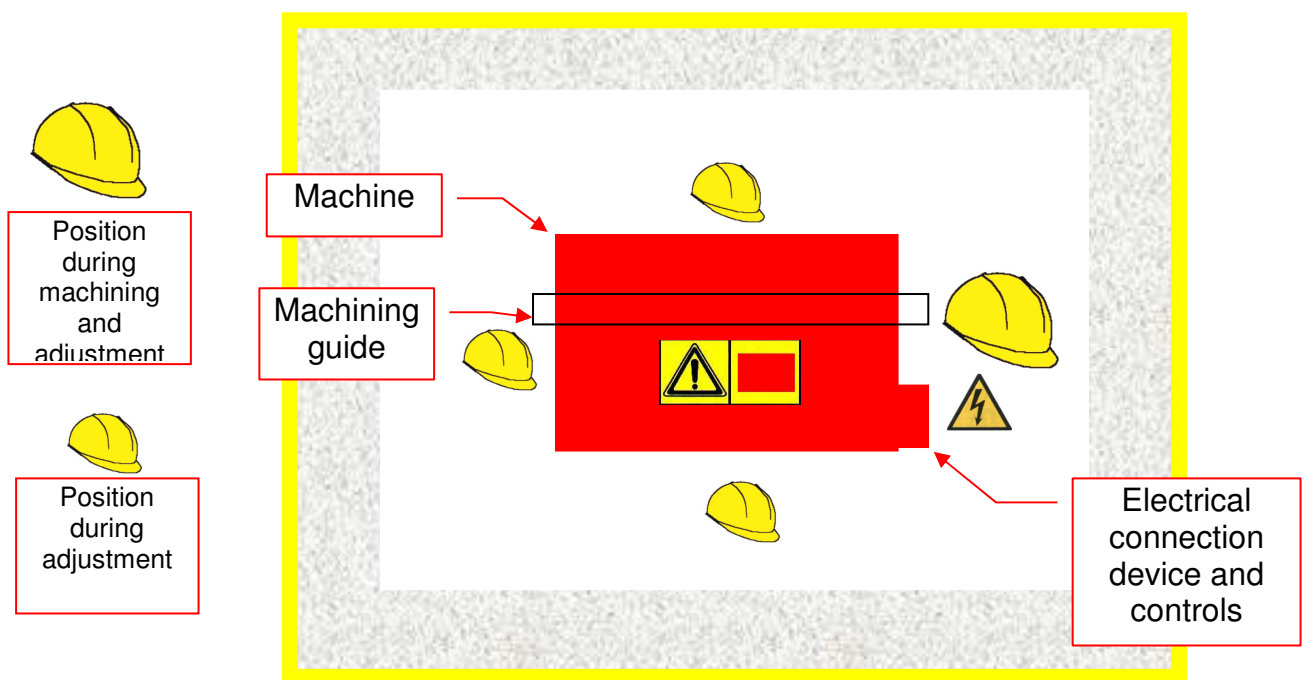 Machine
Position
during
machining
and
adjustment
Machining
guide
Position
during
adjustment
Electrical
connection
device and
controls